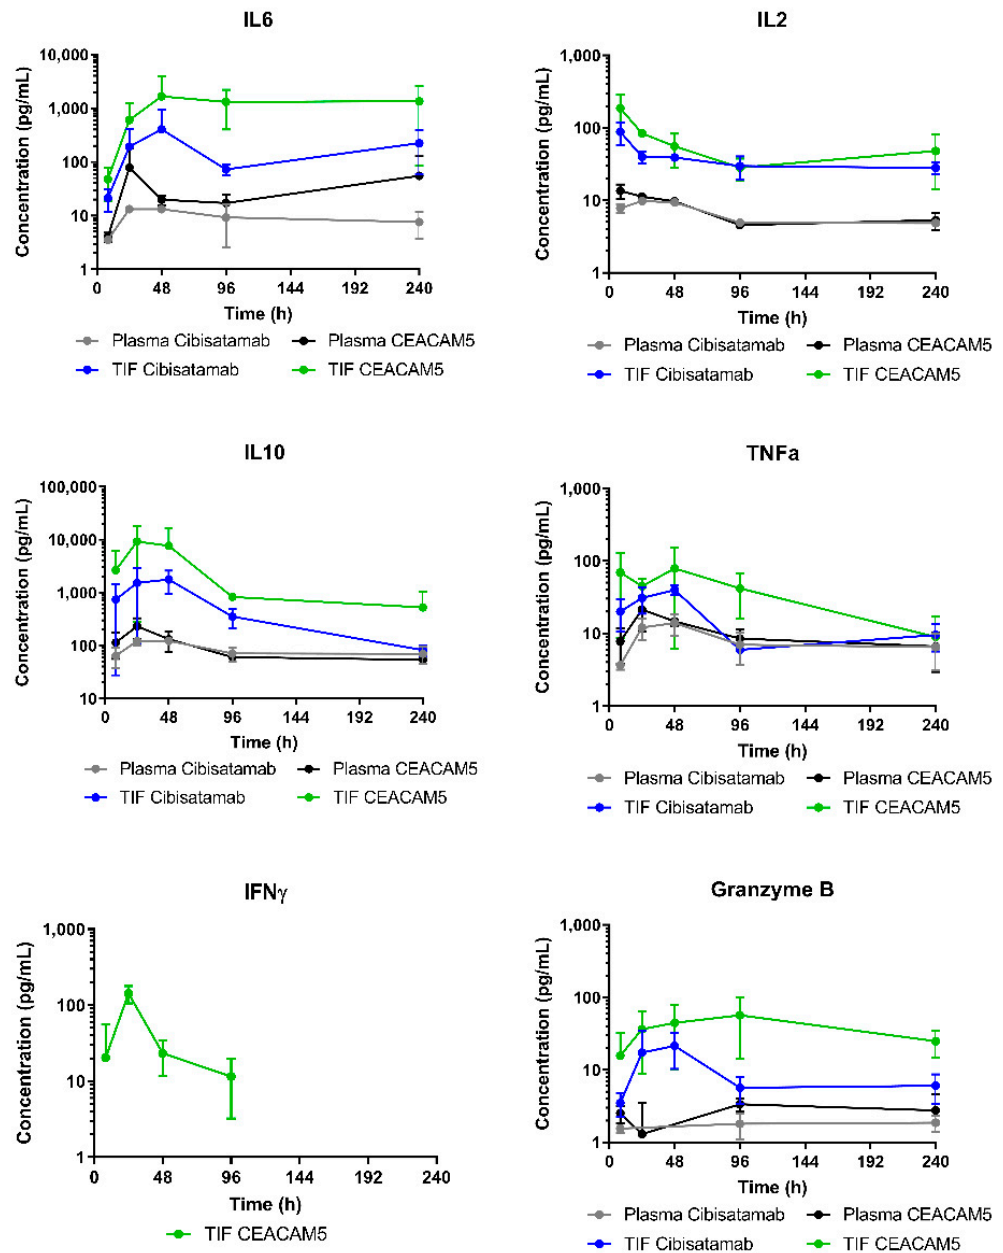 IL6
Concentration (pg/mL)
10,000
1,000
100
10
1
0 48 96 144 192 240
Time (h)
Plasma Cibisatamab Plasma CEACAM5
TIF Cibisatamab TIF CEACAM5
IL2
Concentration (pg/mL)
1,000
100
10
1
0 48 96 144 192 240
Time (h)
Plasma Cibisatamab Plasma CEACAM5
TIF Cibisatamab TIF CEACAM5
IL10
Concentration (pg/mL)
100,000
10,000
1,000
100
10
0 48 96 144 192 240
Time (h)
Plasma Cibisatamab Plasma CEACAM5
TIF Cibisatamab TIF CEACAM5
TNFa
Concentration (pg/mL)
1,000
100
10
1
0 48 96 144 192 240
Time (h)
Plasma Cibisatamab Plasma CEACAM5
TIF Cibisatamab TIF CEACAM5
IFNγ
Concentration (pg/mL)
1,000
100
10
1
0 48 96 144 192 240
Time (h)
TIF CEACAM5
Granzyme B
Concentration (pg/mL)
1,000
100
10
1
0 48 96 144 192 240
Time (h)
Plasma Cibisatamab Plasma CEACAM5
TIF Cibisatamab TIF CEACAM5